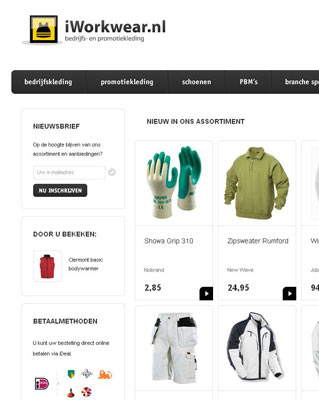 iWorkwear.nl
bedrijfs- en promotiekleding
bedrijfskleding promotiekleding schoenen PBM's branche sp
NIEUWSBRIEF
Op de hoogte blijven van ons
assortiment en aanbiedingen?
Uw e-mailadres
NU INSCHRIJVEN
DOOR U BEKEKEN:
Clermont basic
bodywarmer
BETAALMETHODEN
U kunt uw bestelling direct online
betalen via iDeal.
NIEUW IN ONS ASSORTIMENT
Showa Grip 310
Nobrand
2,85
Zipsweater Rumford
New Wave
24,95
Ha
Pro
94